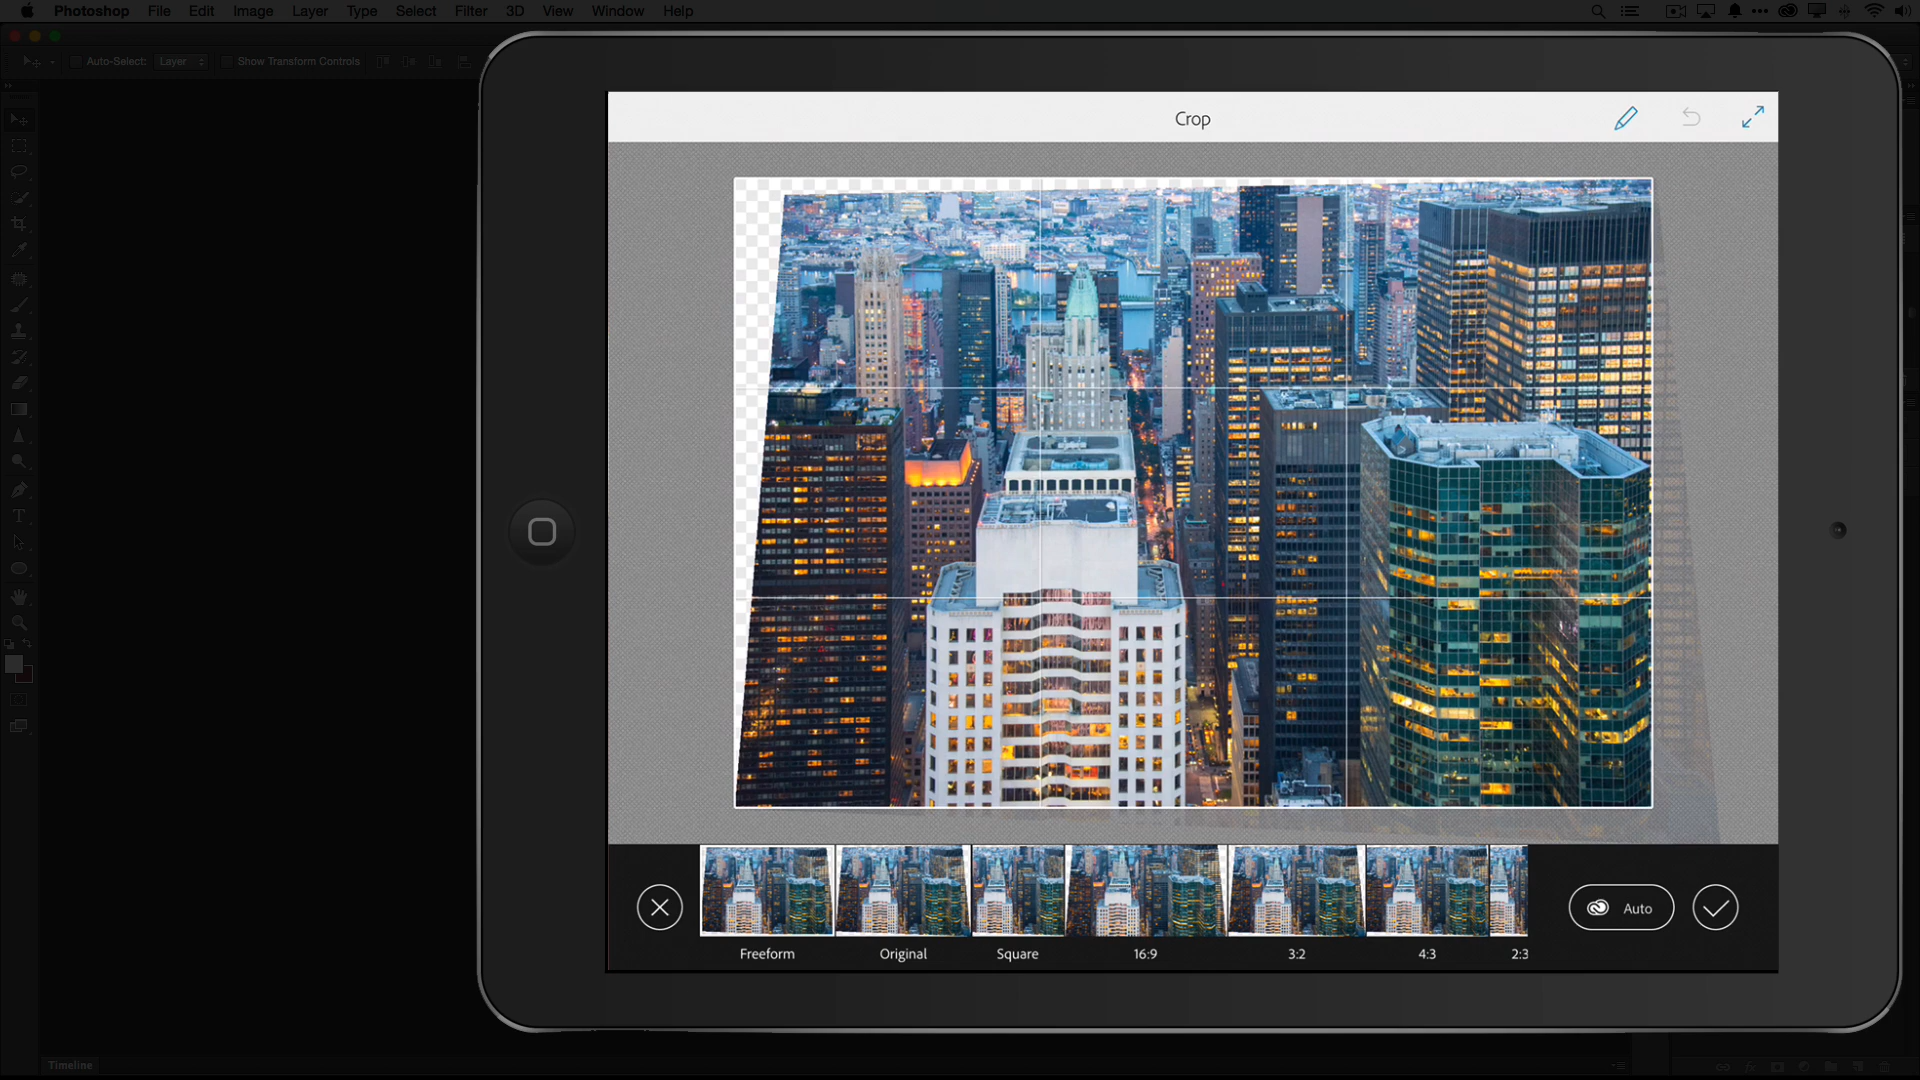 Photoshop File Edit Image Layer Type Select Filter 3D View Window Help
Auto-Select: Layer Show Transform Controls
Crop
Auto
Freeform Original Square 16:9 3:2 4:3 2:3
Timeline